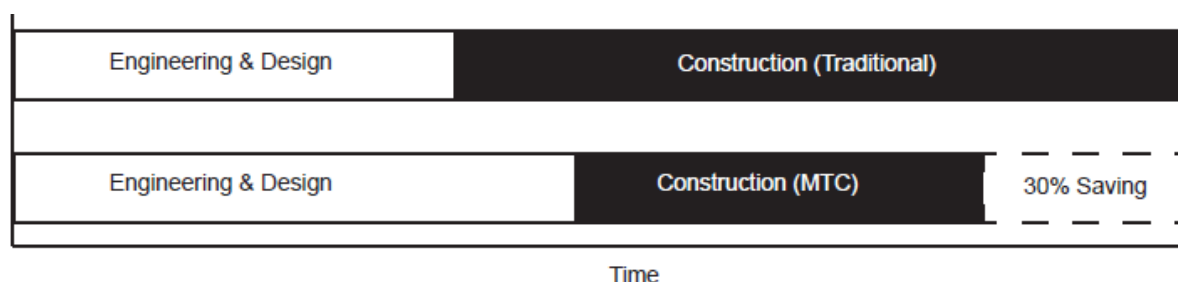 Engineering & Design
Construction (Traditional)
Engineering & Design
Construction (MTC)
30% Saving
Time